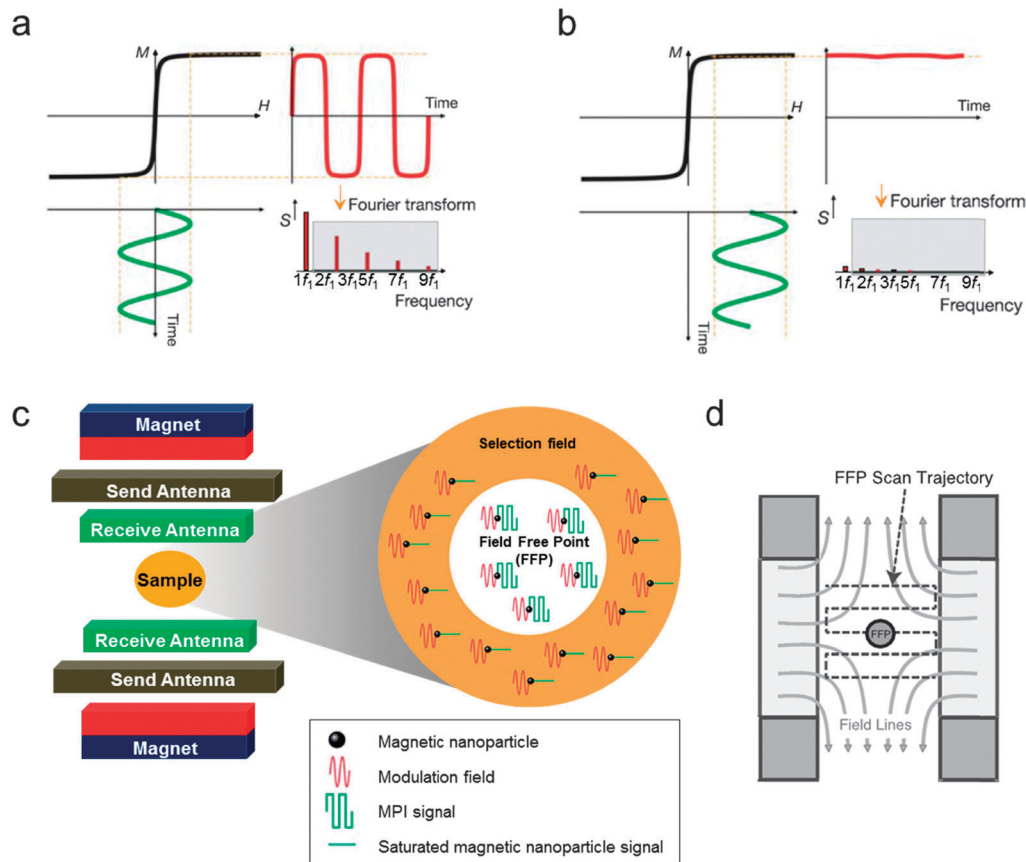 a
M
H
Time
Fourier transform
S
1f₁ 2f₁ 3f₁ 5f₁ 7f₁ 9f₁
Frequency
Time
b
M
H
Time
Fourier transform
S
1f₁ 2f₁ 3f₁ 5f₁ 7f₁ 9f₁
Frequency
Time
c
Magnet
Send Antenna
Receive Antenna
Sample
Receive Antenna
Send Antenna
Magnet
Selection field
Field Free Point
(FFP)
Magnetic nanoparticle
Modulation field
MPI signal
Saturated magnetic nanoparticle signal
d
FFP Scan Trajectory
FFP
Field Lines